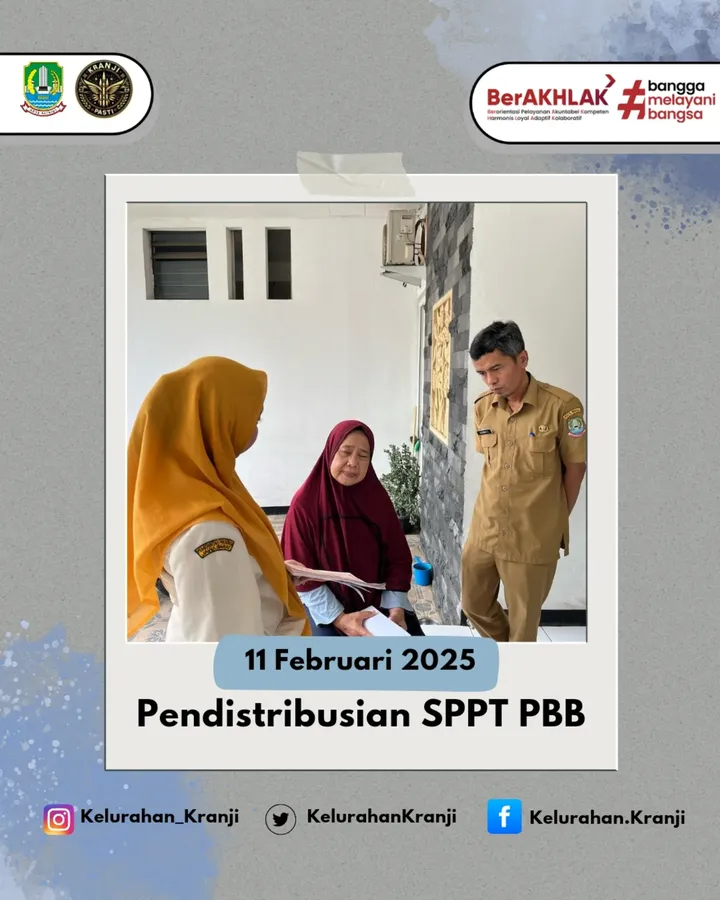 KRANJI
PASTI
BerAKHLAK
Berorientasi Pelayanan Akuntabel Kompeten
Harmonis Loyal Adaptif Kolaboratif
#bangga
melayani
bangsa
11 Februari 2025
Pendistribusian SPPT PBB
Kelurahan_Kranji
KelurahanKranji
Kelurahan.Kranji